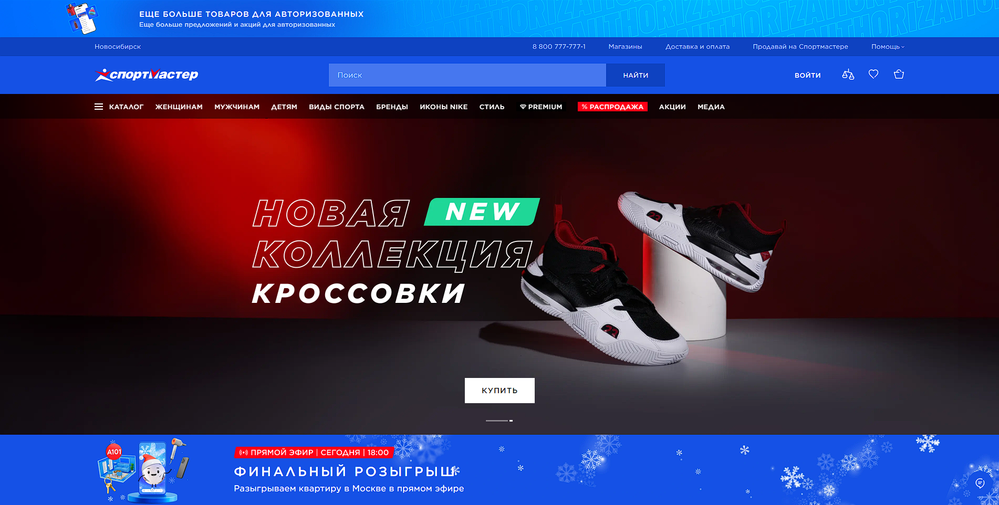 ЕЩЕ БОЛЬШЕ ТОВАРОВ ДЛЯ АВТОРИЗОВАННЫХ
Еще больше предложений и акций для авторизованных
AUTHORIZATION
AUTHORIZATION
Новосибирск
8 800 777-777-1
Магазины
Доставка и оплата
Продавай на Спортмастере
Помощь
спортмастер
Поиск
НАЙТИ
ВОЙТИ
КАТАЛОГ
ЖЕНЩИНАМ
МУЖЧИНАМ
ДЕТЯМ
ВИДЫ СПОРТА
БРЕНДЫ
ИКОНЫ NIKE
СТИЛЬ
PREMIUM
% РАСПРОДАЖА
АКЦИИ
МЕДИА
НОВАЯ NEW
КОЛЛЕКЦИЯ
КРОССОВКИ
23
23
КУПИТЬ
А101
ПРЯМОЙ ЭФИР | СЕГОДНЯ | 18:00
ФИНАЛЬНЫЙ РОЗЫГРЫШ
Разыгрываем квартиру в Москве в прямом эфире